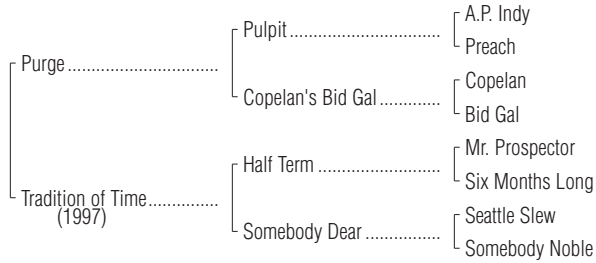 A.P. Indy
Pulpit
Preach
Purge
Copelan
Copelan's Bid Gal
Bid Gal
Mr. Prospector
Half Term
Six Months Long
Tradition of Time
(1997)
Seattle Slew
Somebody Dear
Somebody Noble